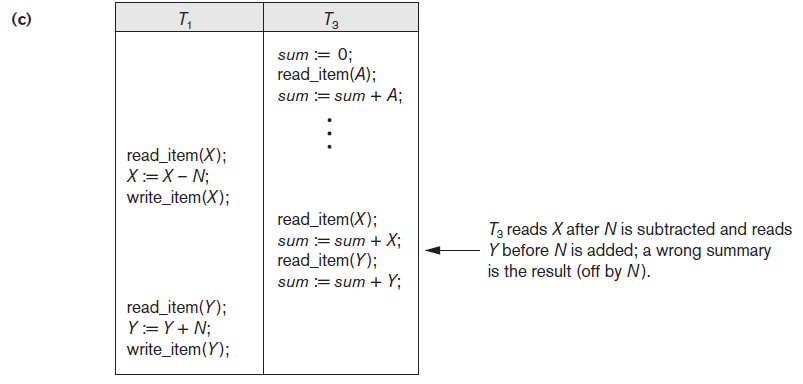 (c)
T1 T3
sum := 0;
read_item(A);
sum := sum + A;
read_item(X);
X := X – N;
write_item(X);
read_item(X);
sum := sum + X;
read_item(Y);
sum := sum + Y;
T3 reads X after N is subtracted and reads
Y before N is added; a wrong summary
is the result (off by N).
read_item(Y);
Y := Y + N;
write_item(Y);